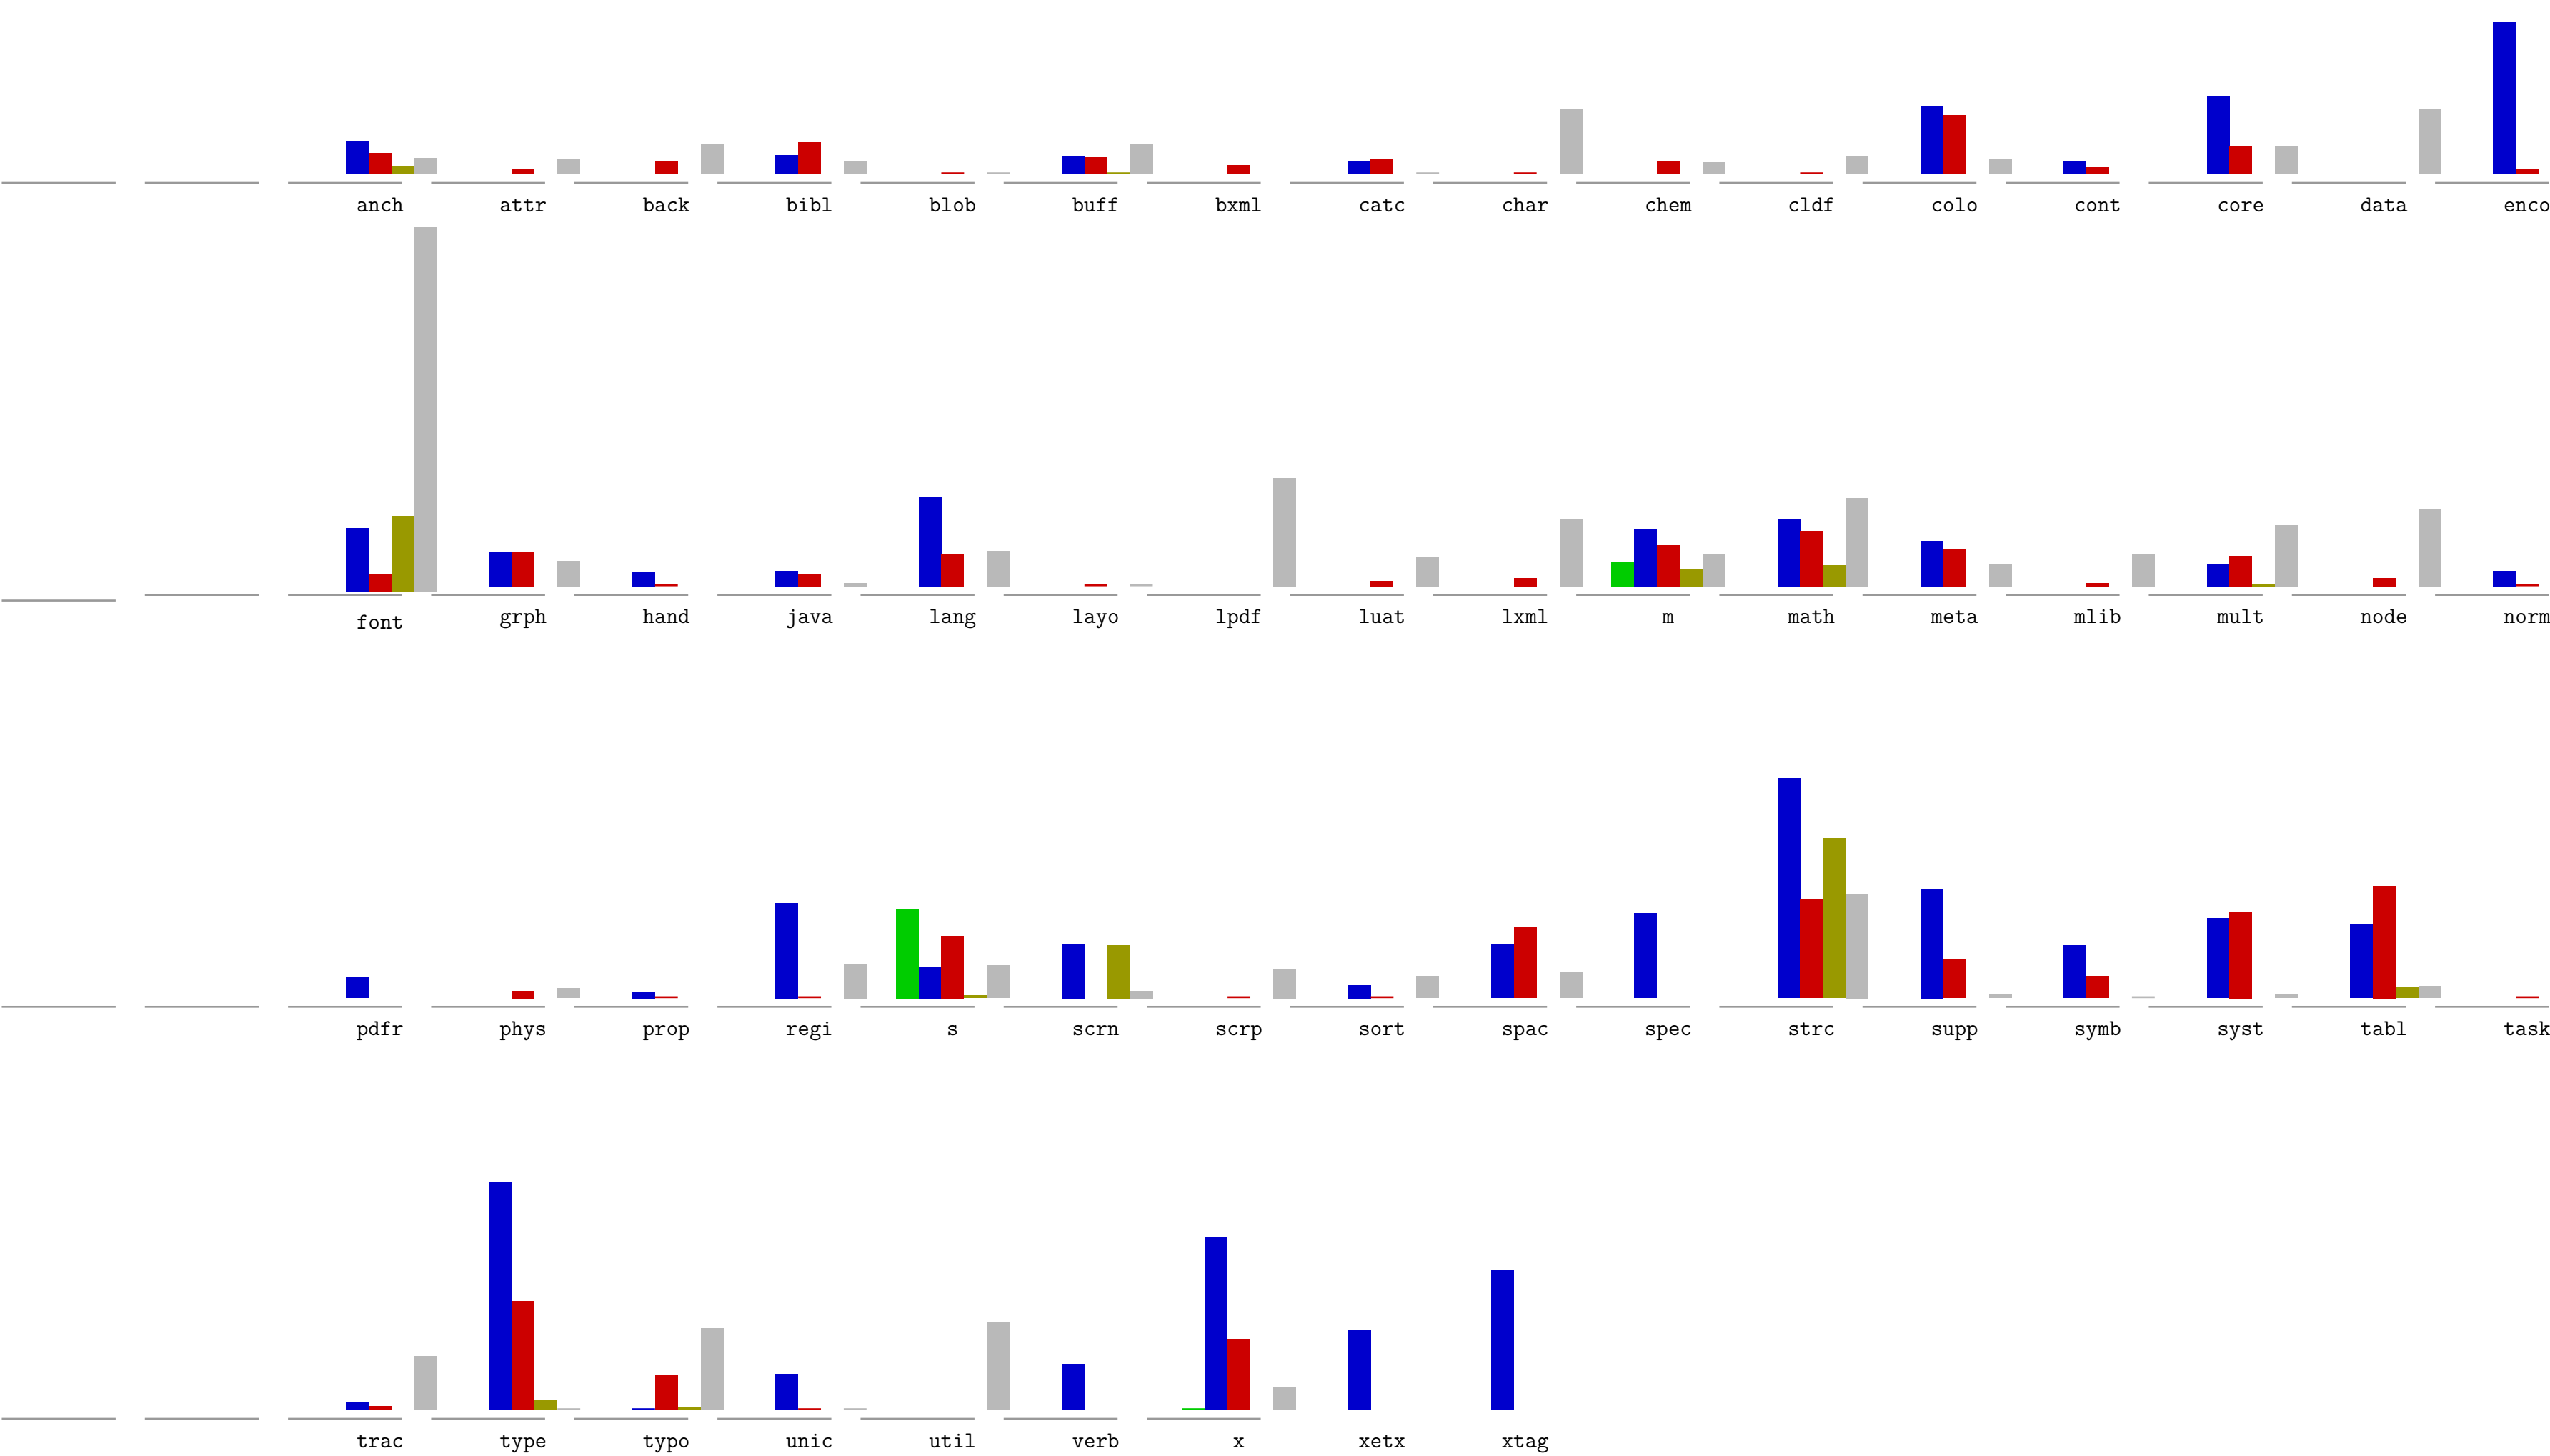 anch attr back bibl blob buff bxml catc char chem cldf colo cont core data enco
font grph hand java lang layo lpdf luat lxml m math meta mlib mult node norm
pdfr phys prop regi s scrn scrp sort spac spec strc supp symb syst tabl task
trac type typo unic util verb x xetx xtag